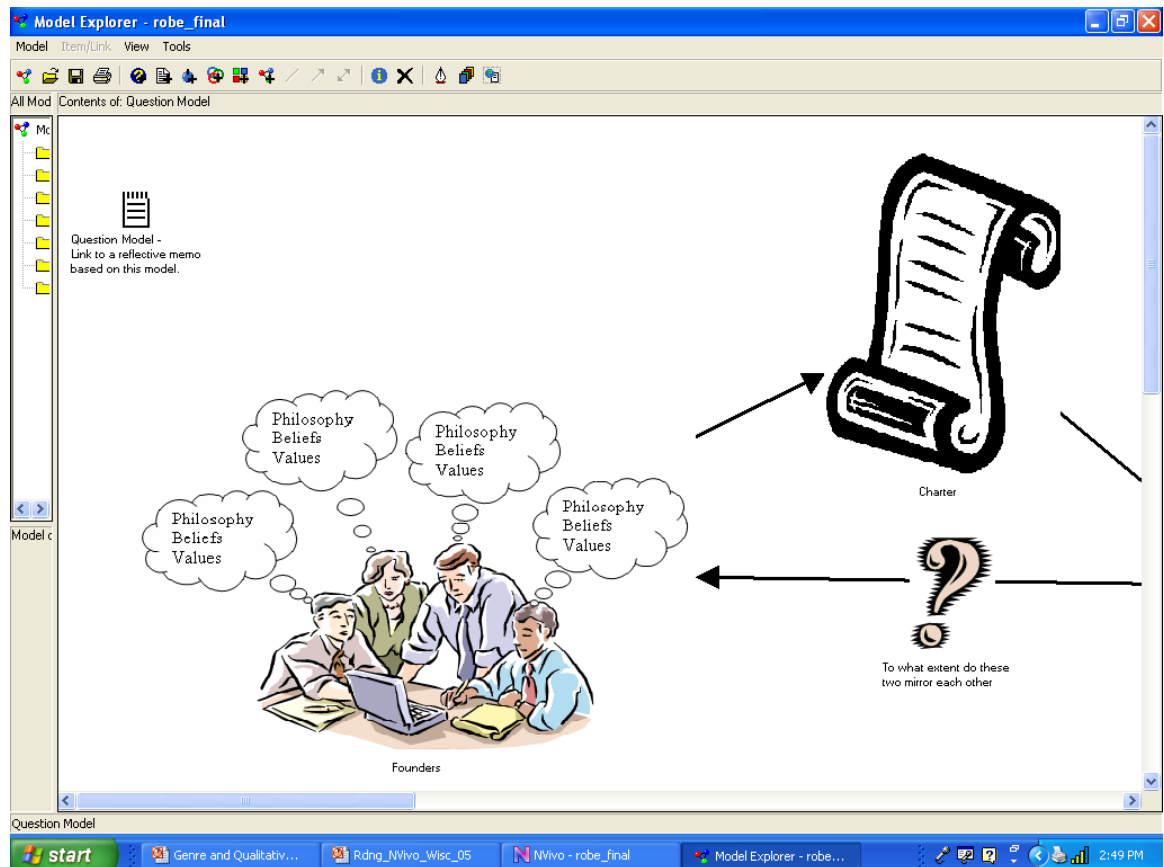 Model Explorer - robe_final
Model Item/Link View Tools
All Mod Contents of: Question Model
Mc
Question Model -
Link to a reflective memo
based on this model.
Philosophy
Beliefs
Values
Philosophy
Beliefs
Values
Philosophy
Beliefs
Values
Philosophy
Beliefs
Values
Charter
Model c
To what extent do these
two mirror each other
Founders
Question Model
start Genre and Qualitativ... Rdng_NVivo_Wisc_05 NVivo - robe_final Model Explorer - robe... 2:49 PM